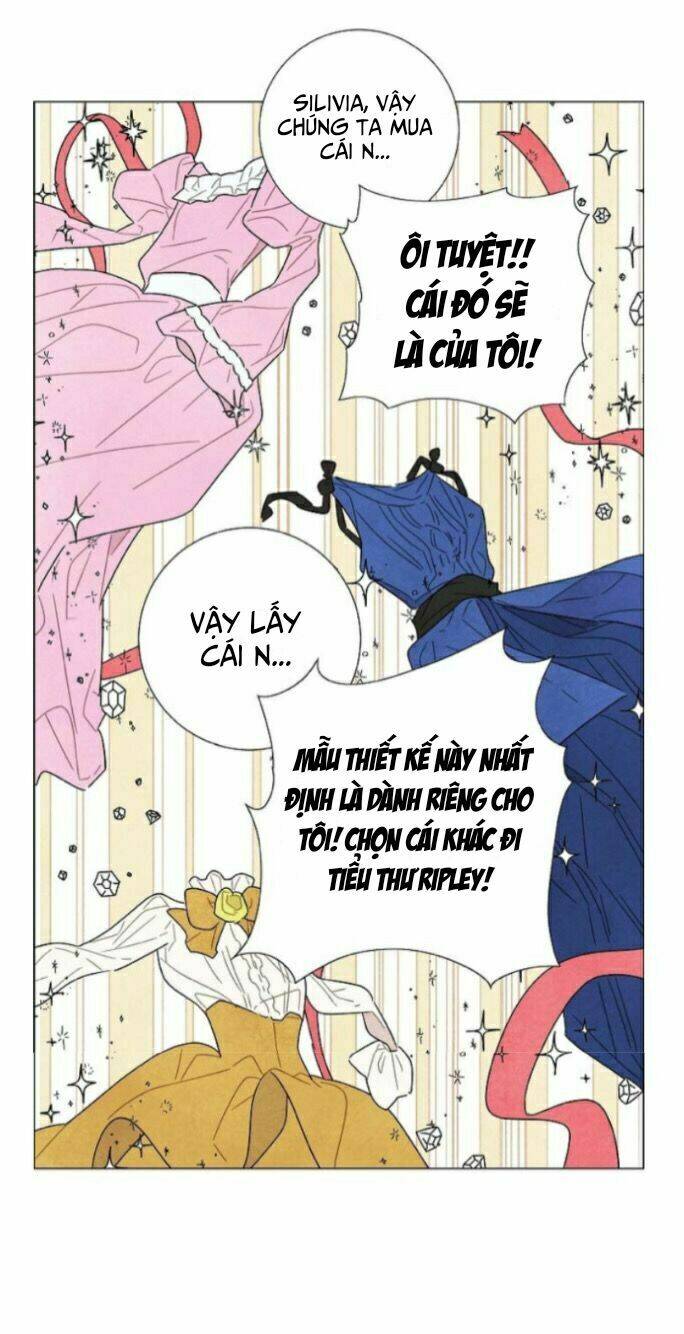 SILIVIA, VẬY
CHÚNG TA MUA
CÁI N...
ÔI TUYỆT!!
CÁI ĐÓ SẼ
LÀ CỦA TÔI!
VẬY LẤY
CÁI N...
MẪU THIẾT KẾ NÀY NHẤT
ĐỊNH LÀ DÀNH RIÊNG CHO
TÔI! CHỌN CÁI KHÁC ĐI
TIỂU THƯ RIPLEY!